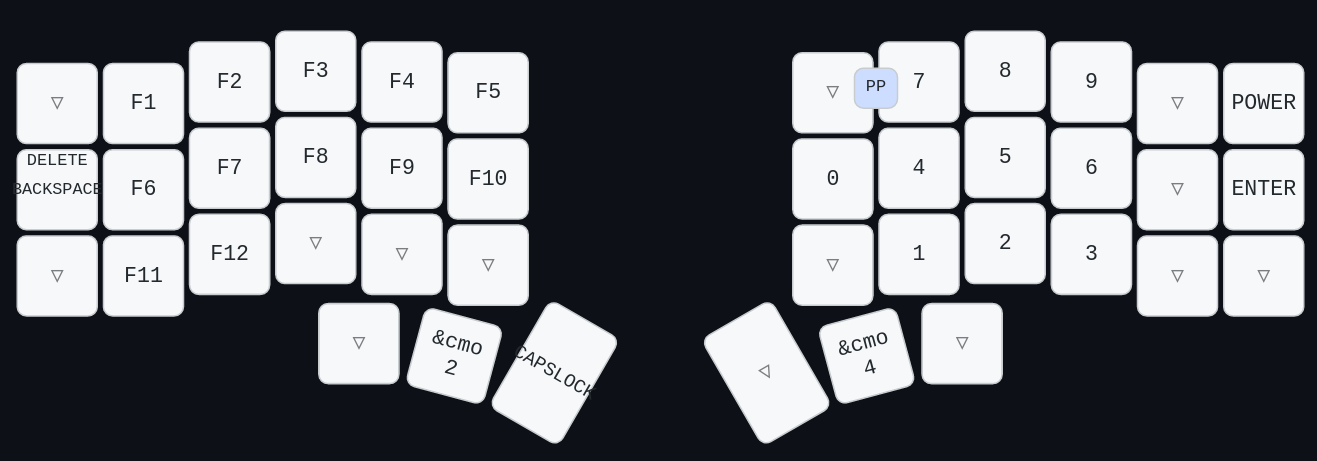 ▽ F1 F2 F3 F4 F5 ▽ PP 7 8 9 ▽ POWER
DELETE
BACKSPACE F6 F7 F8 F9 F10 0 4 5 6 ▽ ENTER
▽ F11 F12 ▽ ▽ ▽ ▽ 1 2 3 ▽ ▽
▽ &cmo
2
CAPSLOCK
▽ &cmo
4
▽